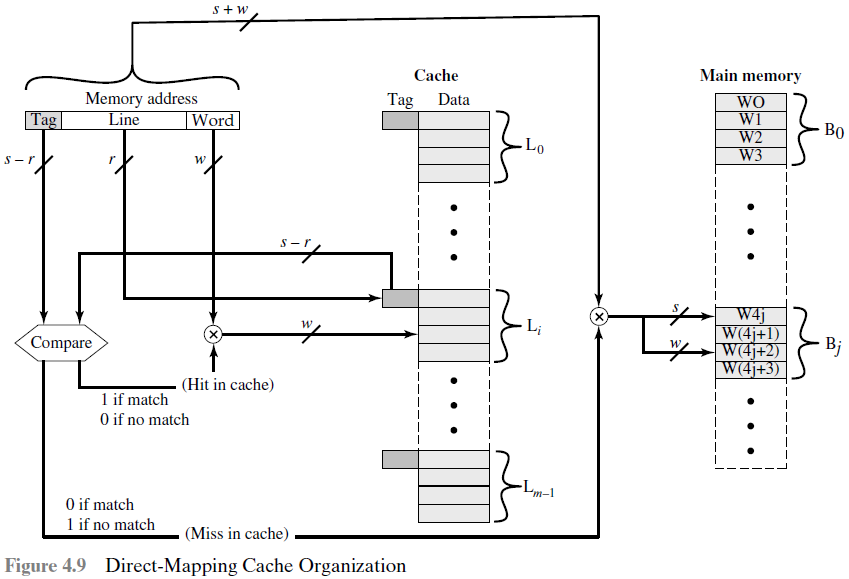 s + w
Cache
Main memory
Memory address
Tag Data
Tag Line Word
WO
W1
W2
W3
B0
L0
s – r
r
w
s – r
Li
w
Compare
(Hit in cache)
1 if match
0 if no match
s
w
W4j
W(4j+1)
W(4j+2)
W(4j+3)
Bj
Lm–1
0 if match
1 if no match
(Miss in cache)
Figure 4.9 Direct-Mapping Cache Organization